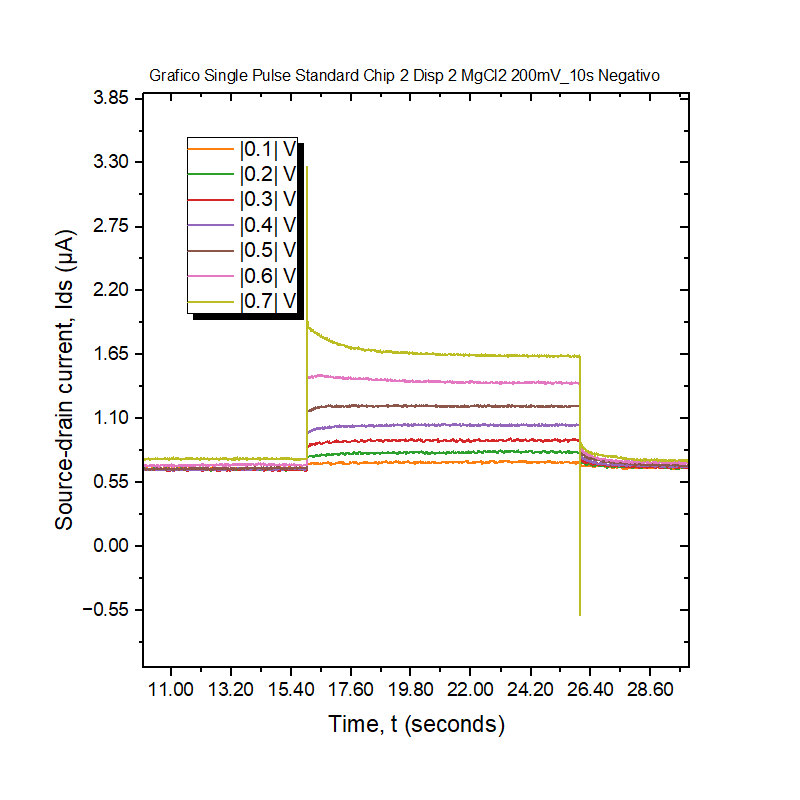 Grafico Single Pulse Standard Chip 2 Disp 2 MgCl2 200mV_10s Negativo
3.85
3.30
2.75
2.20
1.65
1.10
0.55
0.00
−0.55
Source-drain current, Ids (µA)
|0.1| V
|0.2| V
|0.3| V
|0.4| V
|0.5| V
|0.6| V
|0.7| V
11.00 13.20 15.40 17.60 19.80 22.00 24.20 26.40 28.60
Time, t (seconds)